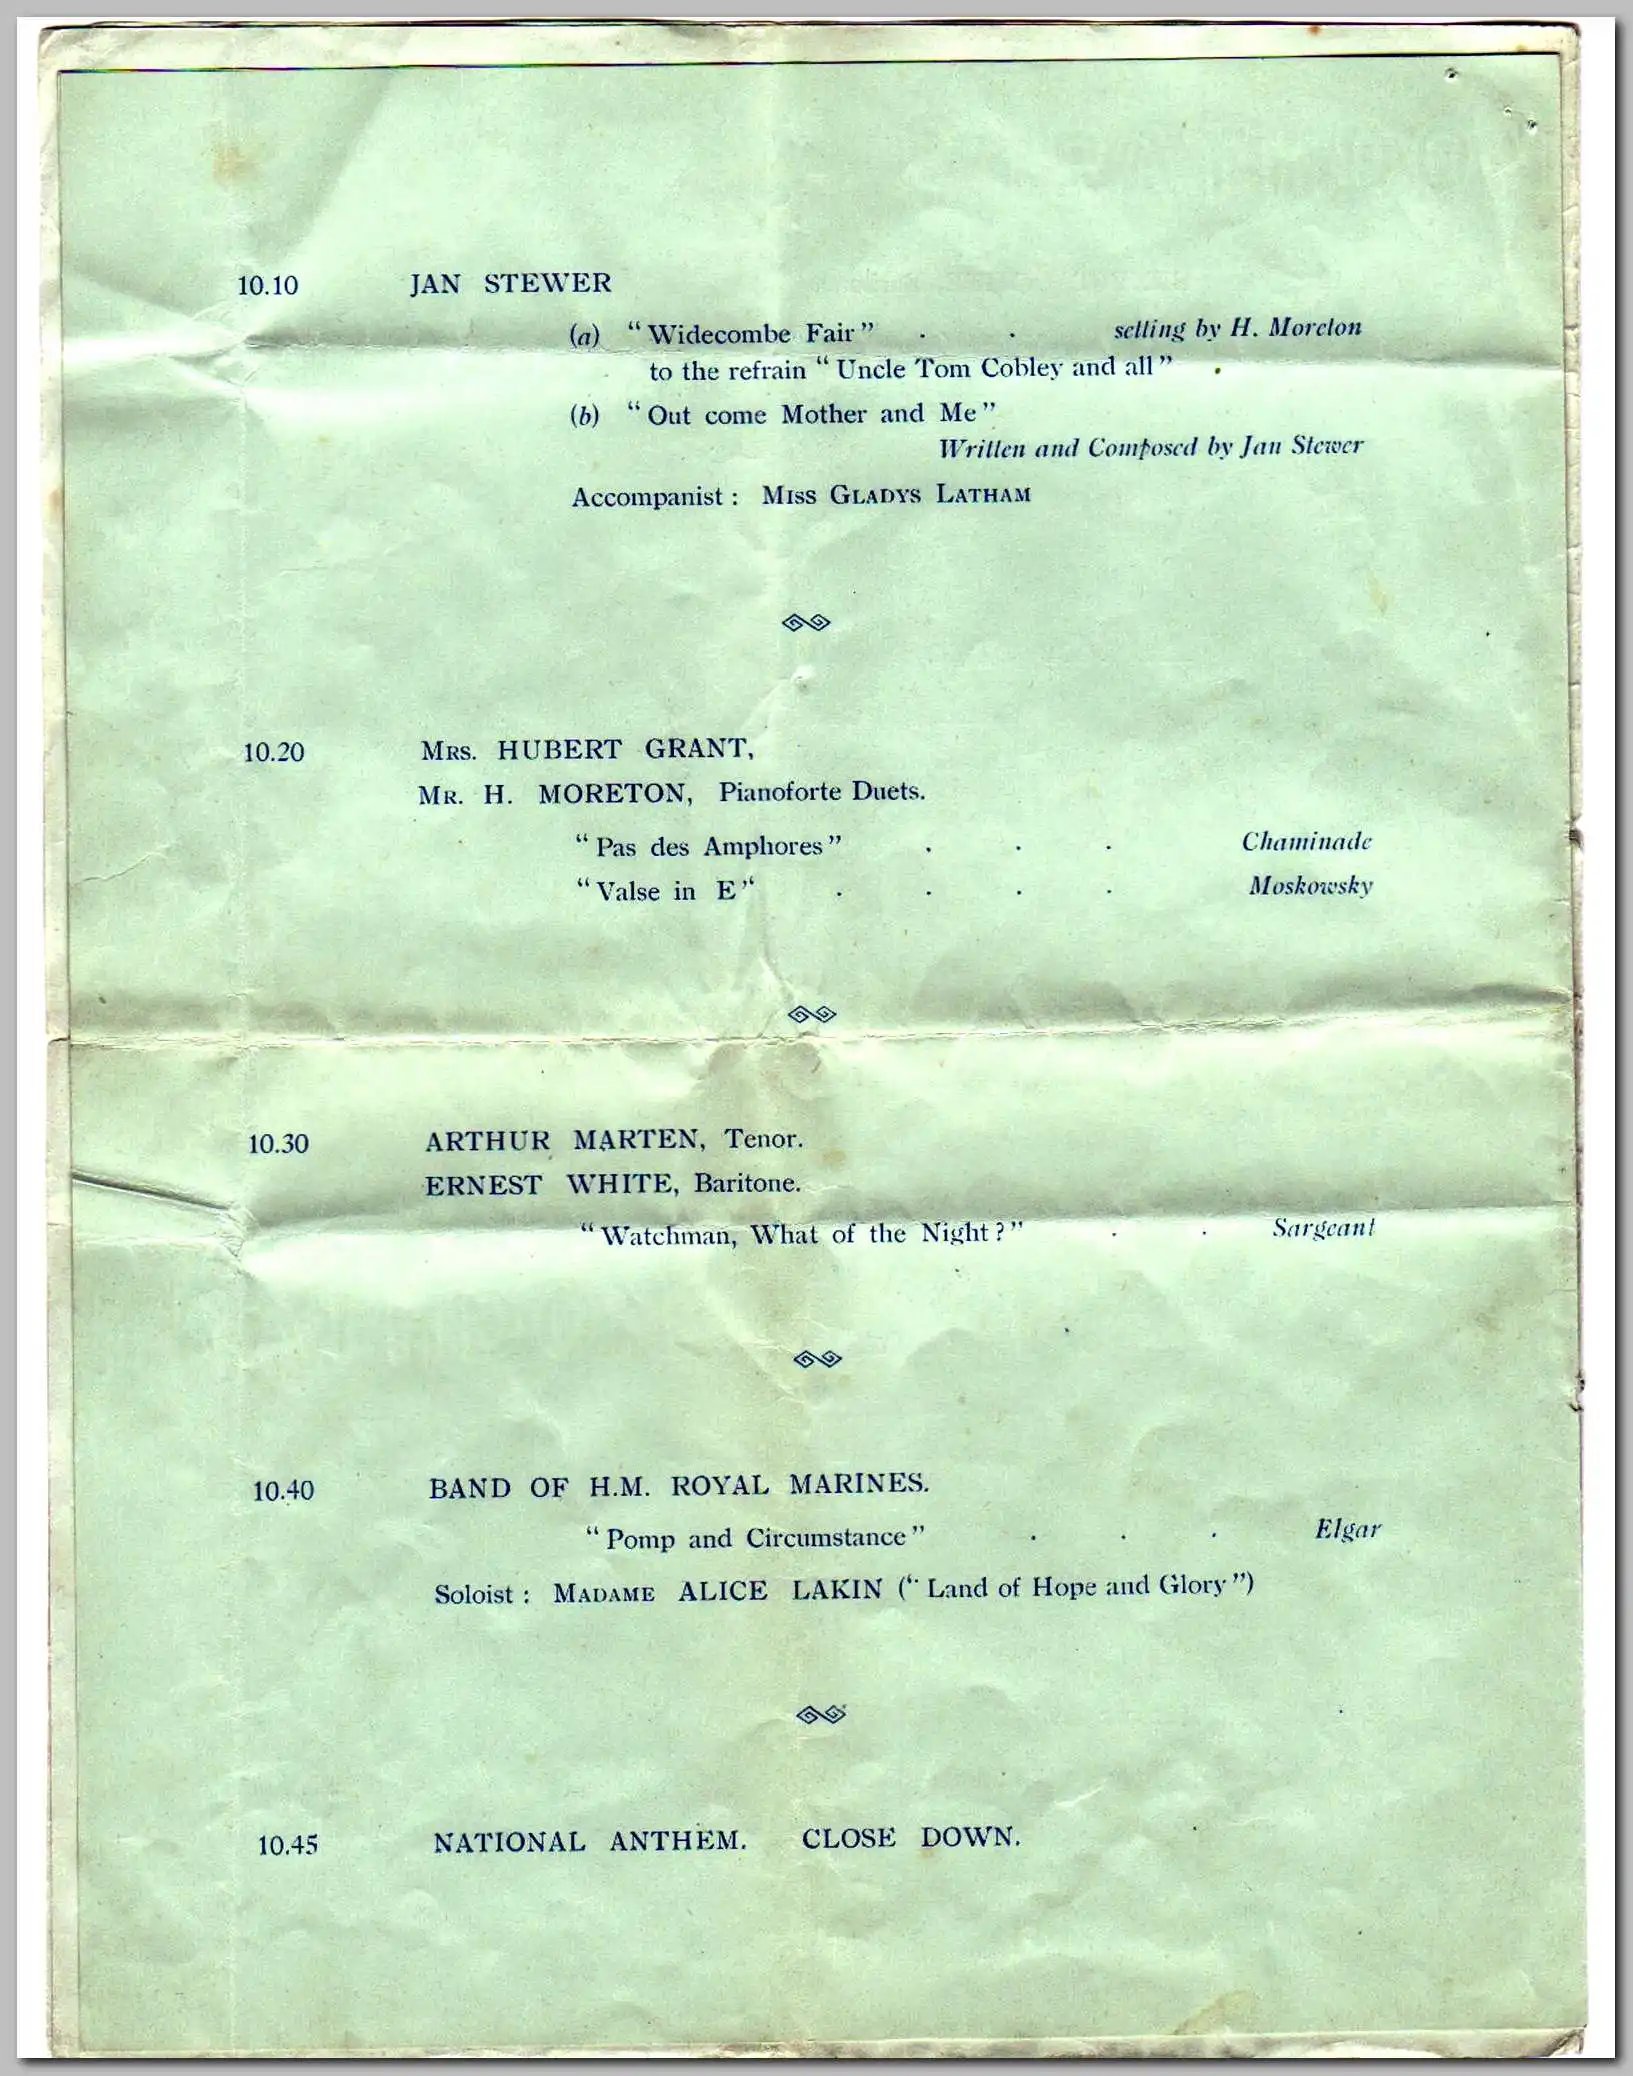 10.10 JAN STEWER
(a) “Widecombe Fair” . . setting by H. Moreton
to the refrain “Uncle Tom Cobley and all” .
(b) “Out come Mother and Me”
Written and Composed by Jan Stewer
Accompanist : MISS GLADYS LATHAM
10.20 MRS. HUBERT GRANT,
MR. H. MORETON, Pianoforte Duets.
“Pas des Amphores” . . . Chaminade
“Valse in E“ . . . . Moskowsky
10.30 ARTHUR MARTEN, Tenor.
ERNEST WHITE, Baritone.
“Watchman, What of the Night?” . . Sargeant
10.40 BAND OF H.M. ROYAL MARINES.
“Pomp and Circumstance” . . . Elgar
Soloist : MADAME ALICE LAKIN (“Land of Hope and Glory”)
10.45 NATIONAL ANTHEM. CLOSE DOWN.